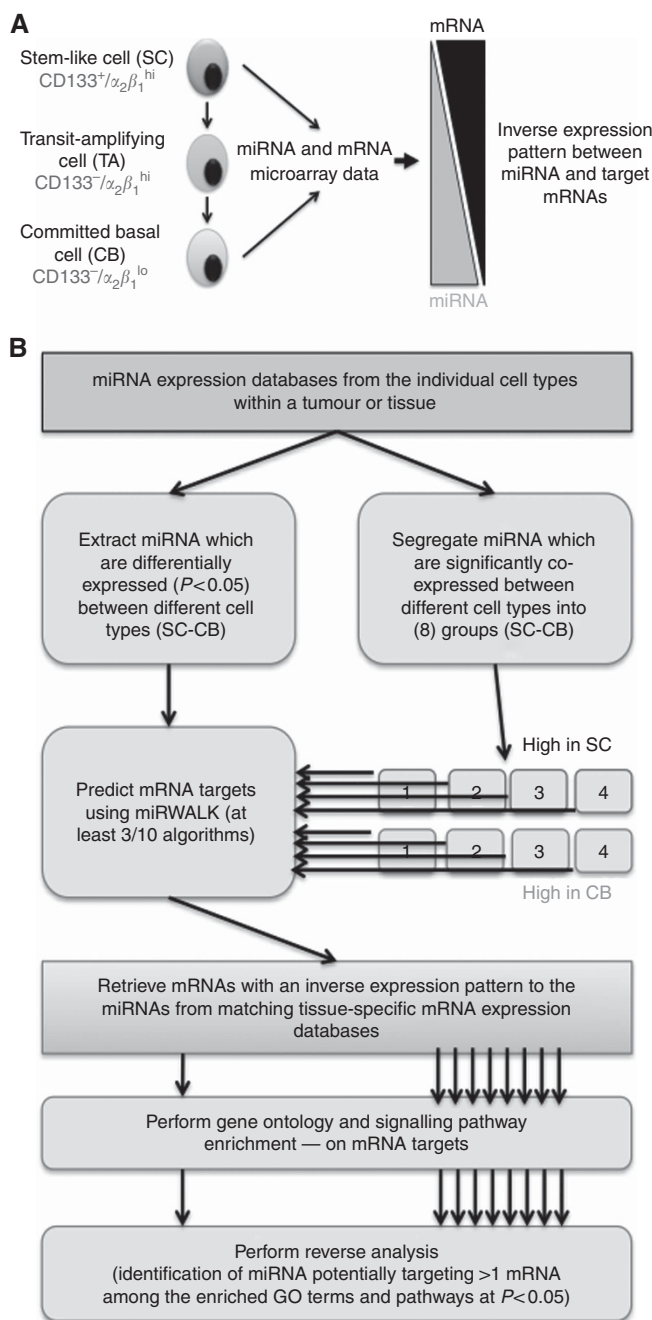 A
Stem-like cell (SC)
CD133+/α2β1hi
Transit-amplifying
cell (TA)
CD133−/α2β1hi
Committed basal
cell (CB)
CD133−/α2β1lo
miRNA and mRNA
microarray data
mRNA
miRNA
Inverse expression
pattern between
miRNA and target
mRNAs
B
miRNA expression databases from the individual cell types
within a tumour or tissue
Extract miRNA which
are differentially
expressed (P<0.05)
between different cell
types (SC-CB)
Segregate miRNA which
are significantly co-
expressed between
different cell types into
(8) groups (SC-CB)
Predict mRNA targets
using miRWALK (at
least 3/10 algorithms)
High in SC
1 2 3 4
1 2 3 4
High in CB
Retrieve mRNAs with an inverse expression pattern to the
miRNAs from matching tissue-specific mRNA expression
databases
Perform gene ontology and signalling pathway
enrichment — on mRNA targets
Perform reverse analysis
(identification of miRNA potentially targeting >1 mRNA
among the enriched GO terms and pathways at P<0.05)